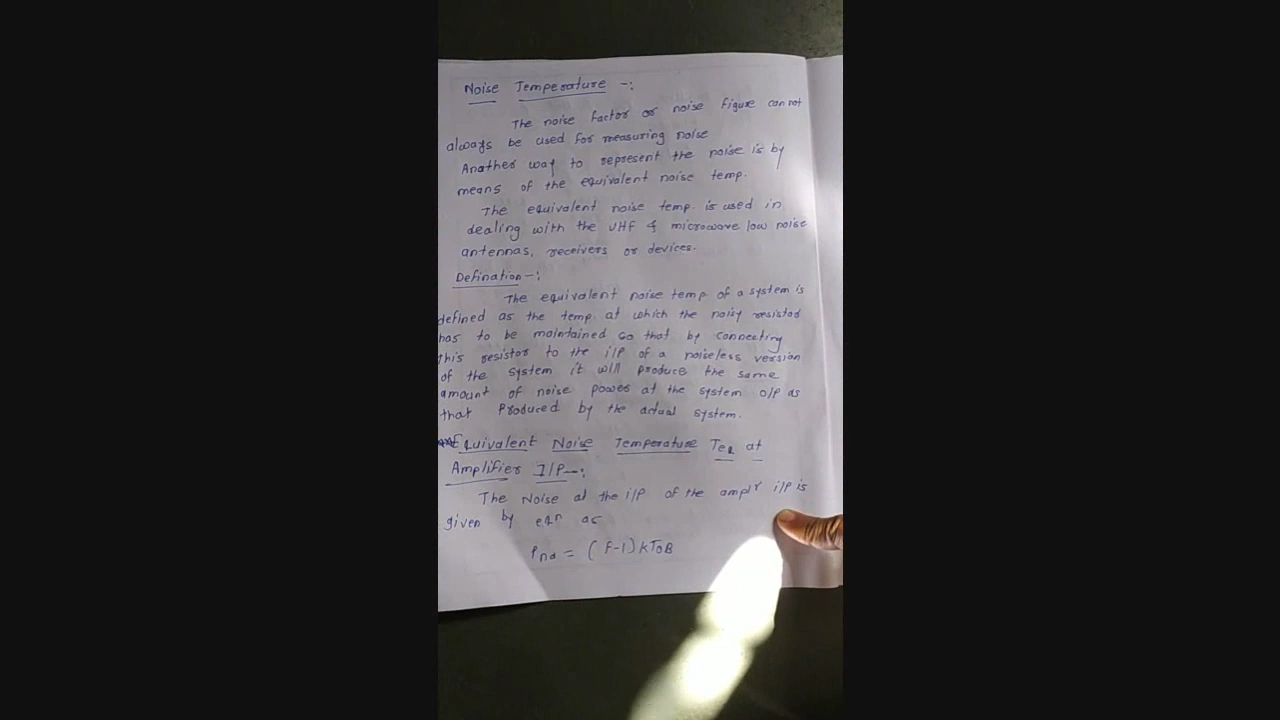 Noise Temperature -:
The noise factor or noise figure can not
always be used for measuring noise
Another way to represent the noise is by
means of the equivalent noise temp.
The equivalent noise temp. is used in
dealing with the UHF & microwave low noise
antennas, receivers or devices.
Defination -:
The equivalent noise temp of a system is
defined as the temp. at which the noisy resistor
has to be maintained so that by connecting
this resistor to the i/p of a noiseless version
of the system it will produce the same
amount of noise power at the system o/p as
that produced by the actual system.
Equivalent Noise Temperature Teq at
Amplifier I/P-:
The Noise at the i/p of the amplr i/p is
given by eqn as
Pna = (F-1) KT0B